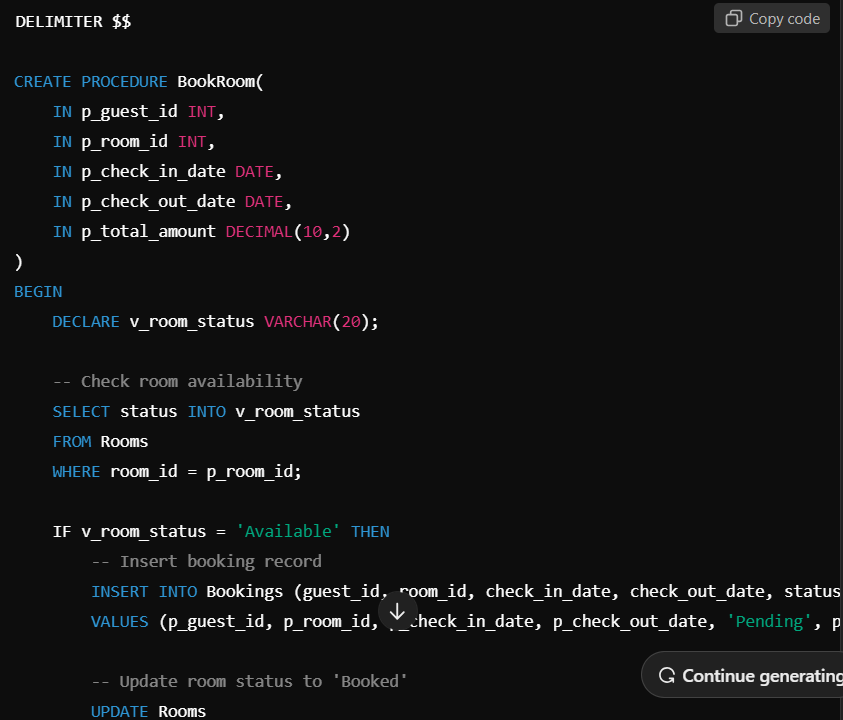 DELIMITER $$
Copy code
CREATE PROCEDURE BookRoom(
    IN p_guest_id INT,
    IN p_room_id INT,
    IN p_check_in_date DATE,
    IN p_check_out_date DATE,
    IN p_total_amount DECIMAL(10,2)
)
BEGIN
    DECLARE v_room_status VARCHAR(20);
    -- Check room availability
    SELECT status INTO v_room_status
    FROM Rooms
    WHERE room_id = p_room_id;
    IF v_room_status = 'Available' THEN
        -- Insert booking record
        INSERT INTO Bookings (guest_id, room_id, check_in_date, check_out_date, status
        VALUES (p_guest_id, p_room_id, p_check_in_date, p_check_out_date, 'Pending', p
        -- Update room status to 'Booked'
Continue generating
        UPDATE Rooms